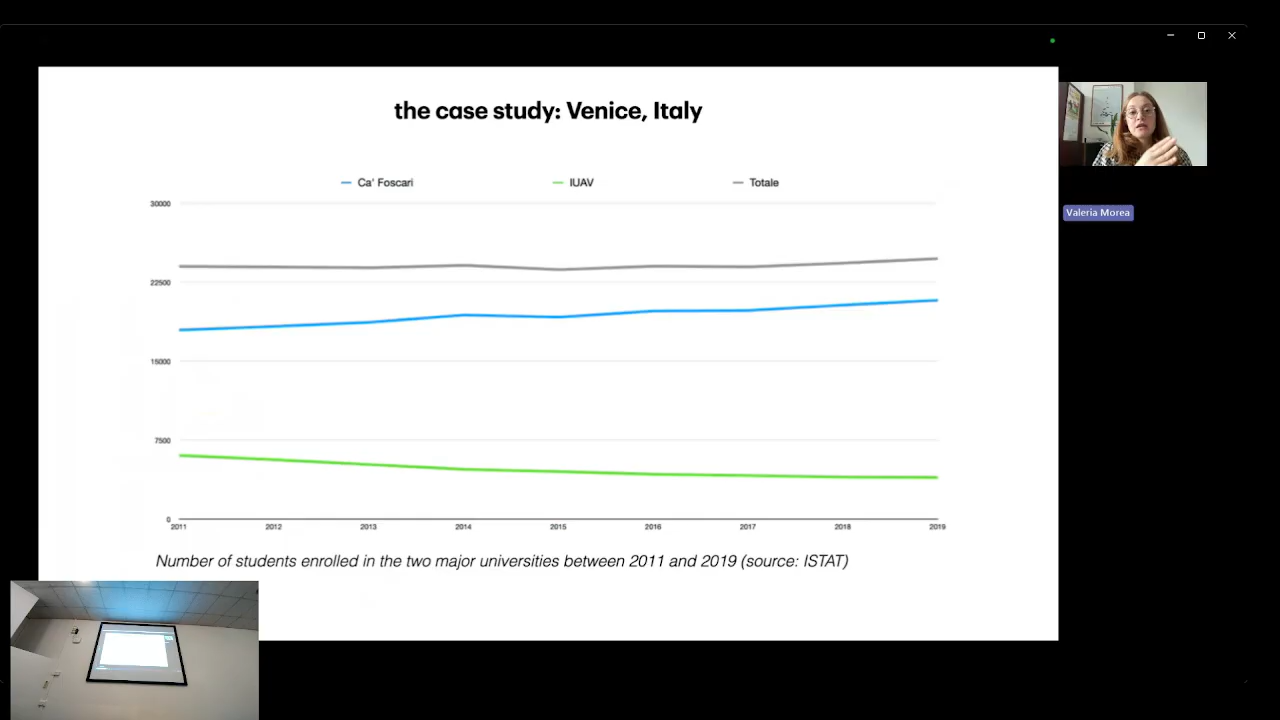 the case study: Venice, Italy
Ca' Foscari
IUAV
Totale
30000
22500
15000
7500
0
2011 2012 2013 2014 2015 2016 2017 2018 2019
Number of students enrolled in the two major universities between 2011 and 2019 (source: ISTAT)
Valeria Morea